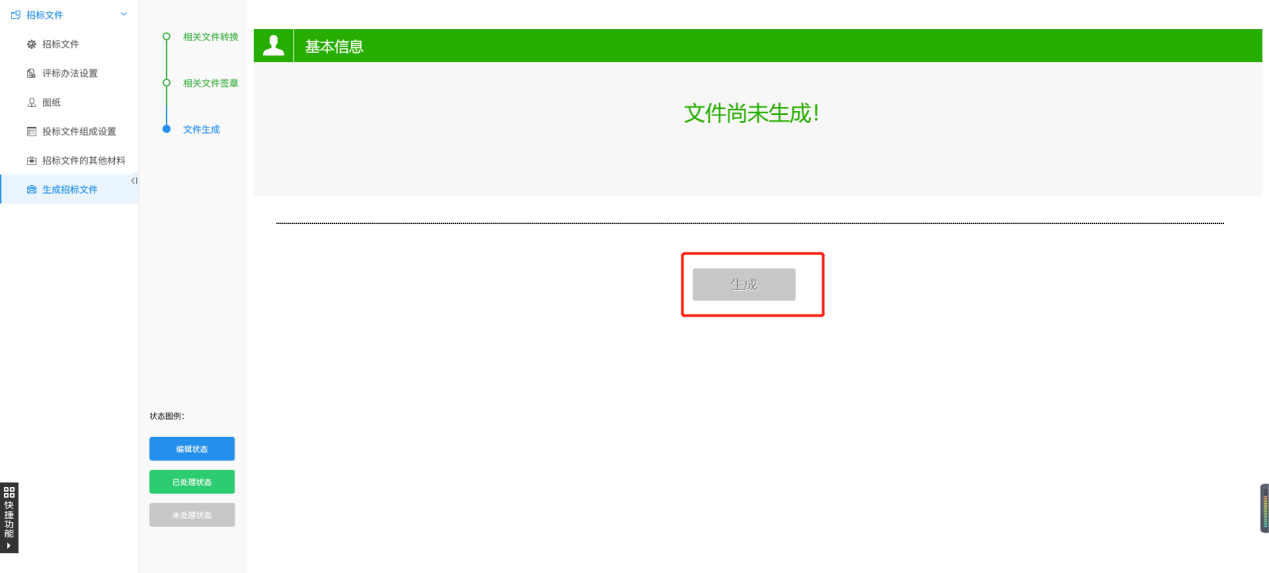 招标文件
招标文件
评标办法设置
图纸
投标文件组成设置
招标文件的其他材料
生成招标文件
相关文件转换
相关文件签章
文件生成
基本信息
文件尚未生成！
生成
状态图例：
编辑状态
已处理状态
未处理状态
快捷功能